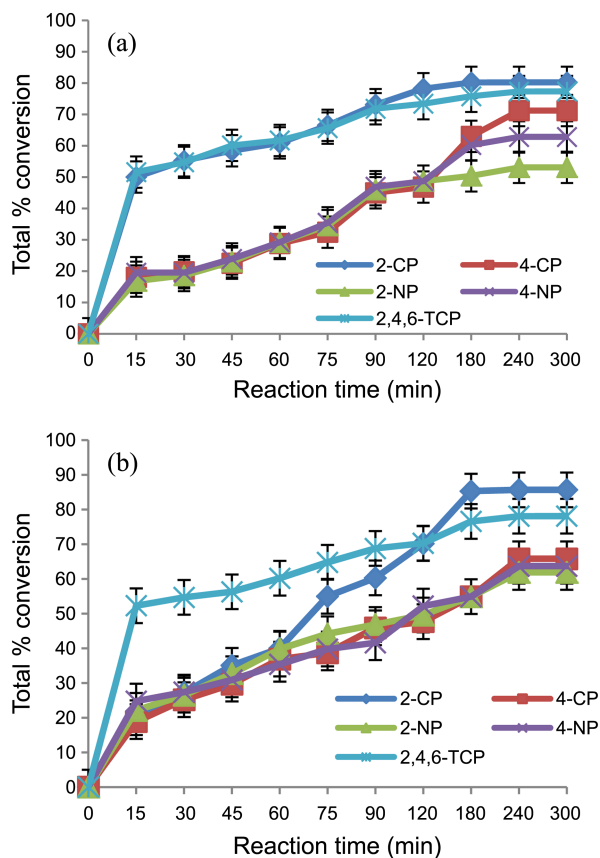 (a)
Total % conversion
100
90
80
70
60
50
40
30
20
10
0
2-CP 4-CP
2-NP 4-NP
2,4,6-TCP
0 15 30 45 60 75 90 120 180 240 300
Reaction time (min)
(b)
Total % conversion
100
90
80
70
60
50
40
30
20
10
0
2-CP 4-CP
2-NP 4-NP
2,4,6-TCP
0 15 30 45 60 75 90 120 180 240 300
Reaction time (min)